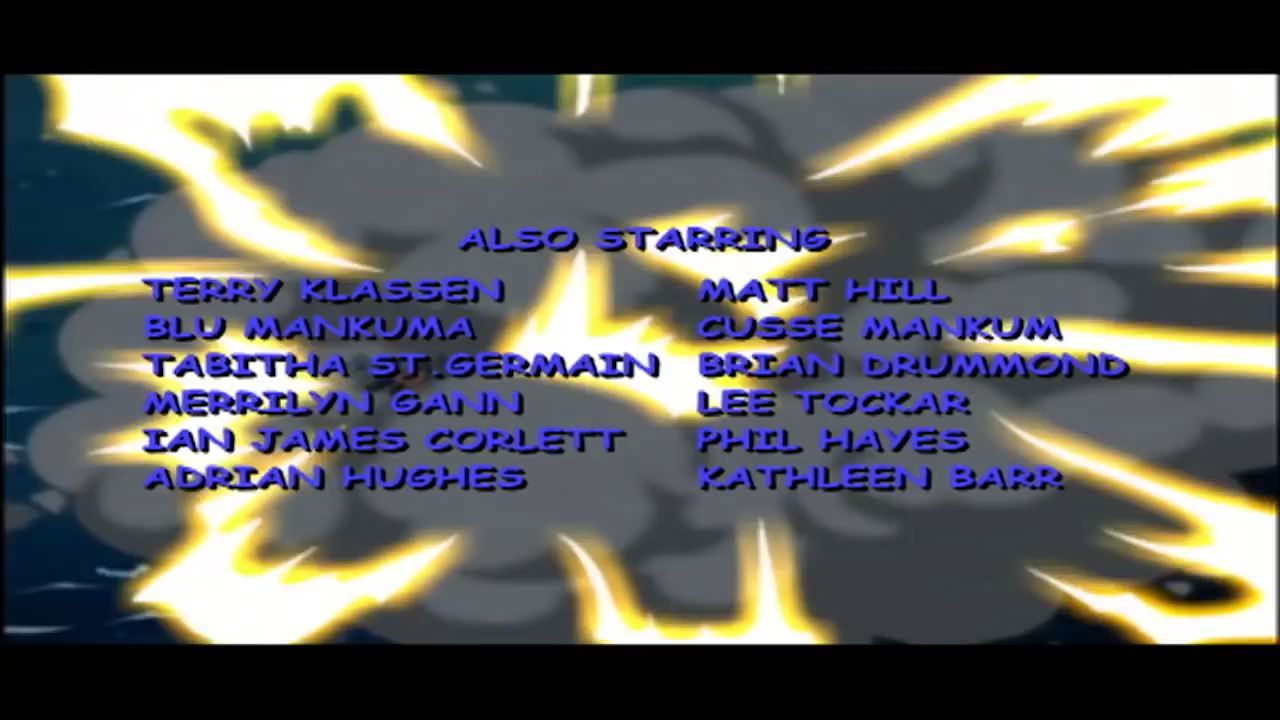 ALSO STARRING
TERRY KLASSEN
MATT HILL
BLU MANKUMA
CUSSE MANKUM
TABITHA ST.GERMAIN
BRIAN DRUMMOND
MERRILYN GANN
LEE TOCKAR
IAN JAMES CORLETT
PHIL HAYES
ADRIAN HUGHES
KATHLEEN BARR